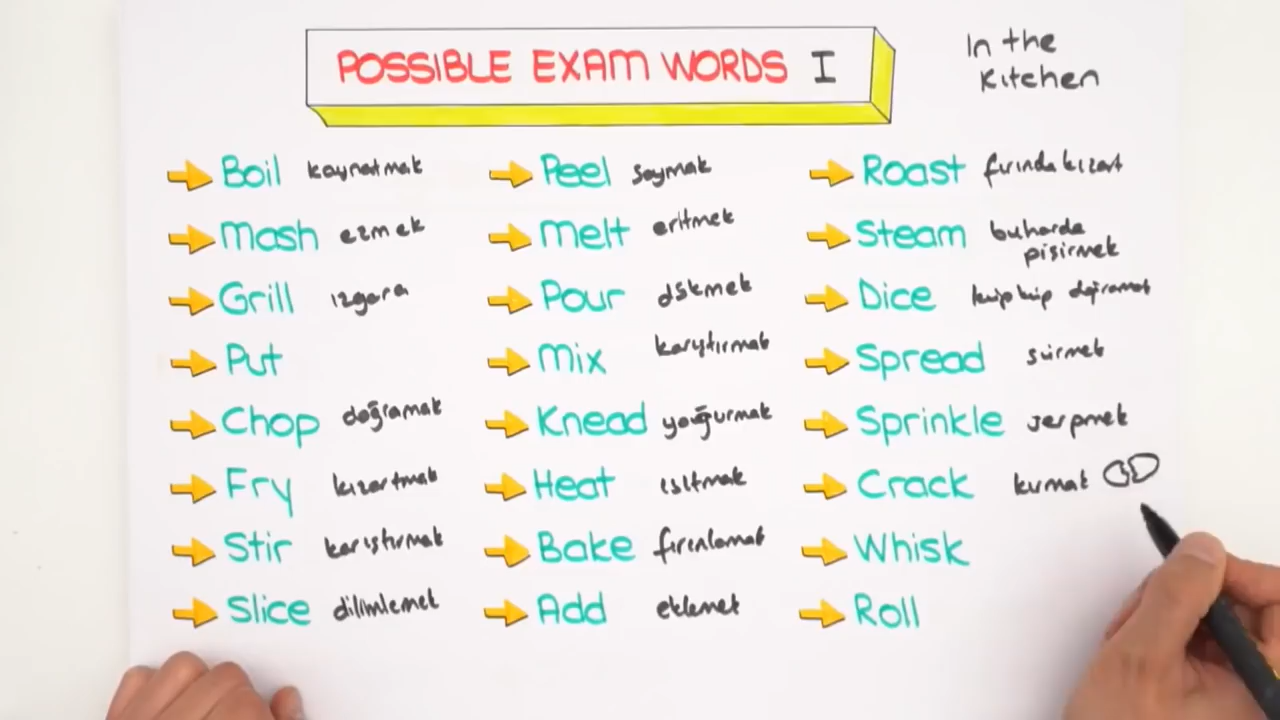 POSSIBLE EXAM WORDS I
In the
Kitchen
Boil kaynatmak
Mash ezmek
Grill ızgara
Put
Chop doğramak
Fry kızartmak
Stir karıştırmak
Slice dilimlemek
Peel soymak
Melt eritmek
Pour dökmek
Mix karıştırmak
Knead yoğurmak
Heat ısıtmak
Bake fırınlamak
Add eklemek
Roast fırında kızart
Steam buharda
pişirmek
Dice küp küp doğramak
Spread sürmek
Sprinkle serpmek
Crack kırmak
Whisk
Roll